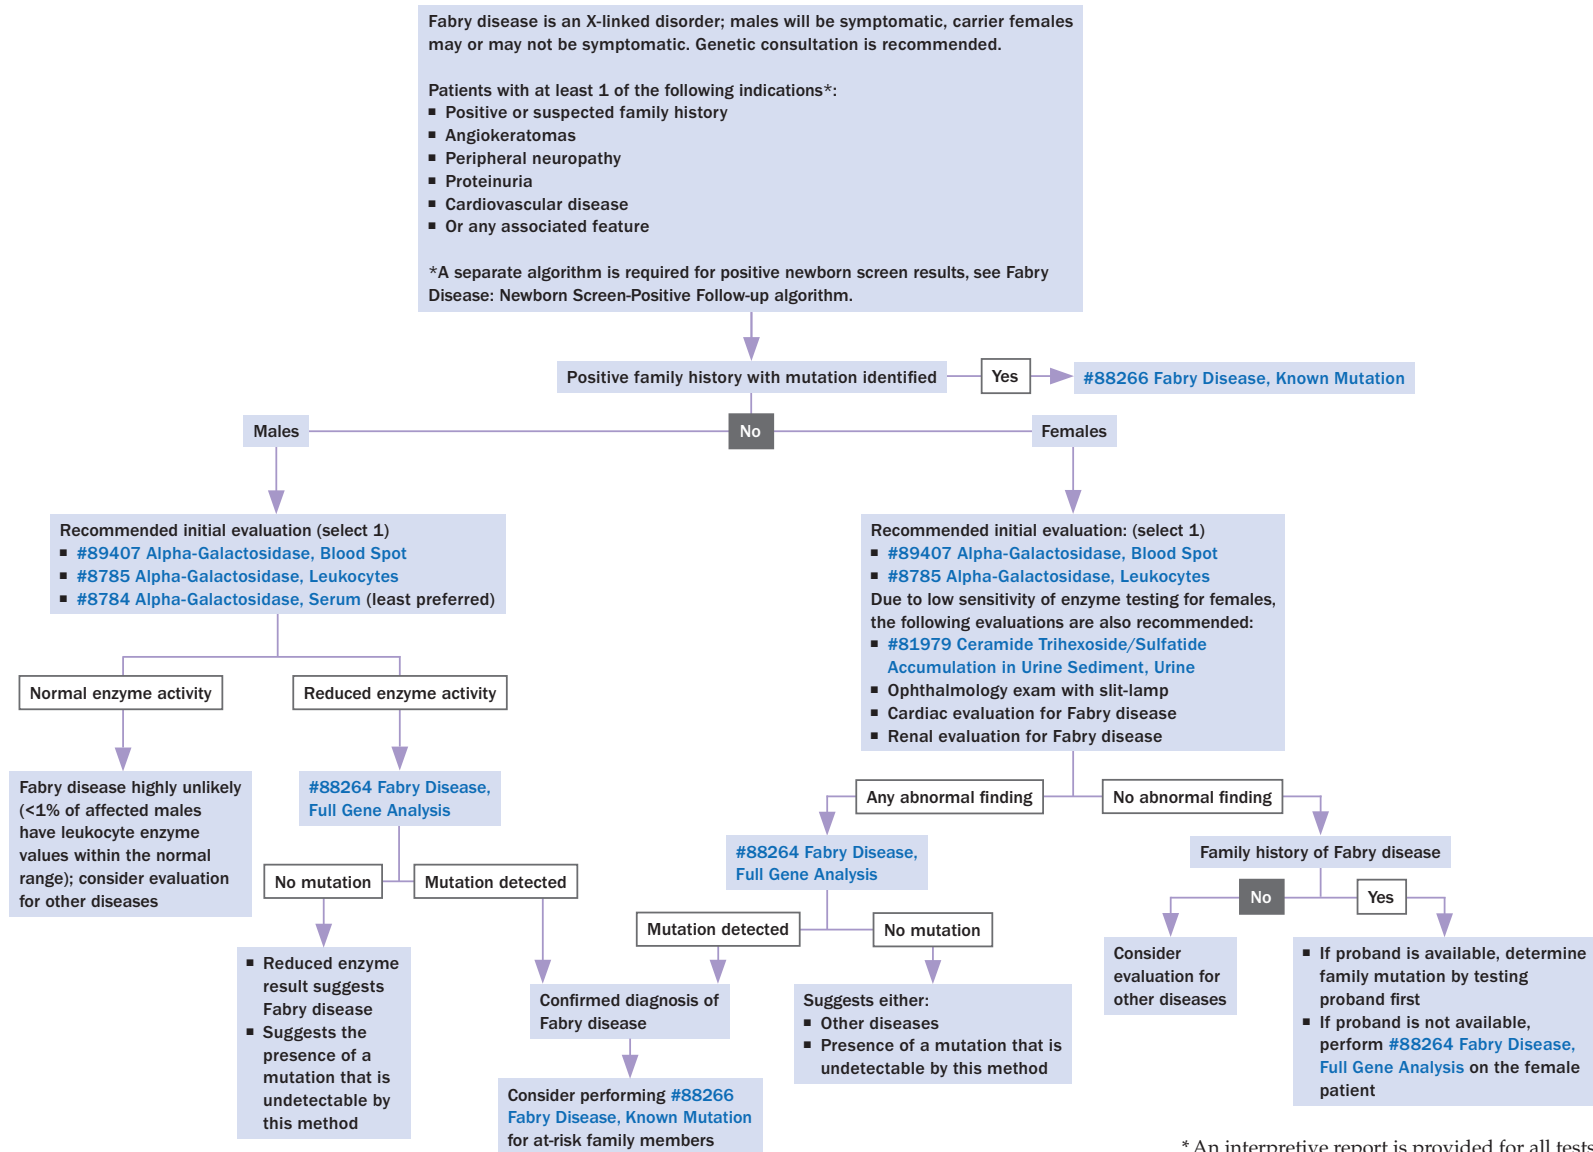 Fabry disease is an X-linked disorder; males will be symptomatic, carrier females
may or may not be symptomatic. Genetic consultation is recommended.
Patients with at least 1 of the following indications*:
▪ Positive or suspected family history
▪ Angiokeratomas
▪ Peripheral neuropathy
▪ Proteinuria
▪ Cardiovascular disease
▪ Or any associated feature
*A separate algorithm is required for positive newborn screen results, see Fabry
Disease: Newborn Screen-Positive Follow-up algorithm.
Positive family history with mutation identified
Yes
#88266 Fabry Disease, Known Mutation
No
Males
Females
Recommended initial evaluation (select 1)
▪ #89407 Alpha-Galactosidase, Blood Spot
▪ #8785 Alpha-Galactosidase, Leukocytes
▪ #8784 Alpha-Galactosidase, Serum (least preferred)
Normal enzyme activity
Reduced enzyme activity
Fabry disease highly unlikely
(<1% of affected males
have leukocyte enzyme
values within the normal
range); consider evaluation
for other diseases
#88264 Fabry Disease,
Full Gene Analysis
No mutation
Mutation detected
▪ Reduced enzyme
result suggests
Fabry disease
▪ Suggests the
presence of a
mutation that is
undetectable by
this method
Recommended initial evaluation: (select 1)
▪ #89407 Alpha-Galactosidase, Blood Spot
▪ #8785 Alpha-Galactosidase, Leukocytes
Due to low sensitivity of enzyme testing for females,
the following evaluations are also recommended:
▪ #81979 Ceramide Trihexoside/Sulfatide
Accumulation in Urine Sediment, Urine
▪ Ophthalmology exam with slit-lamp
▪ Cardiac evaluation for Fabry disease
▪ Renal evaluation for Fabry disease
Any abnormal finding
No abnormal finding
#88264 Fabry Disease,
Full Gene Analysis
Mutation detected
No mutation
Confirmed diagnosis of
Fabry disease
Consider performing #88266
Fabry Disease, Known Mutation
for at-risk family members
Suggests either:
▪ Other diseases
▪ Presence of a mutation that is
undetectable by this method
Family history of Fabry disease
No
Yes
Consider
evaluation for
other diseases
▪ If proband is available, determine
family mutation by testing
proband first
▪ If proband is not available,
perform #88264 Fabry Disease,
Full Gene Analysis on the female
patient
*An interpretive report is provided for all tests